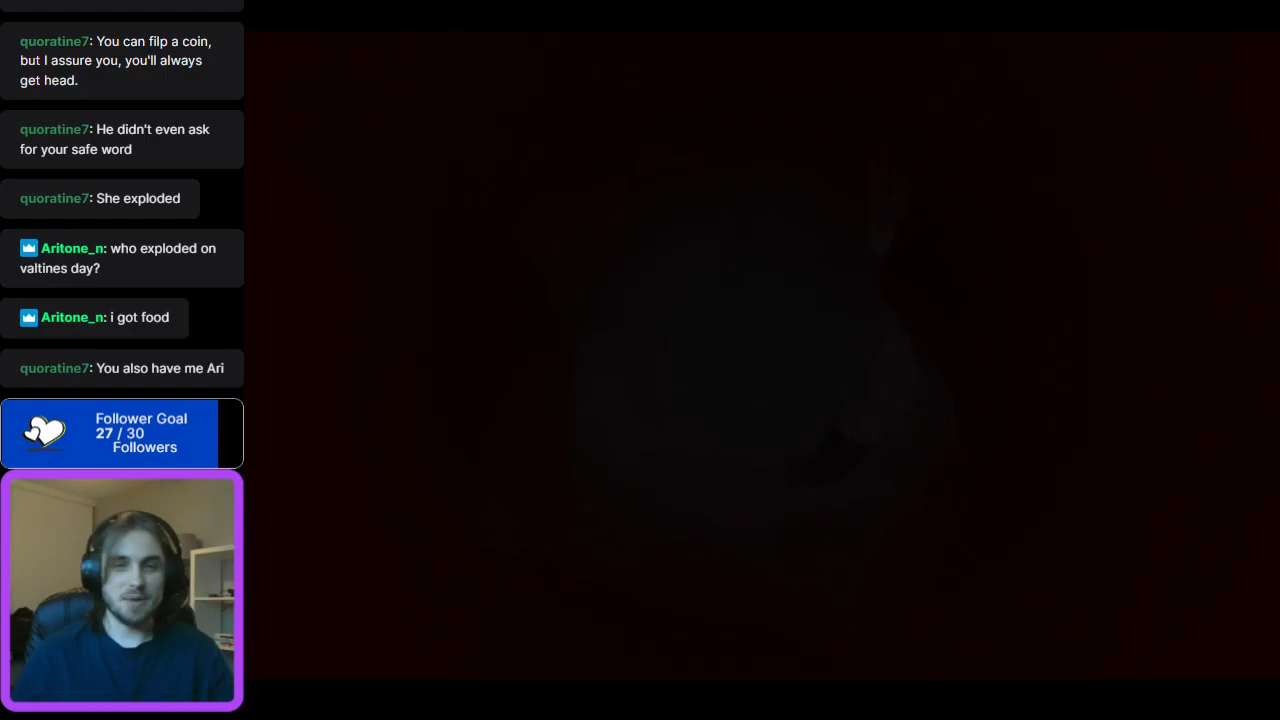 quoratine7: You can filp a coin,
but I assure you, you'll always
get head.
quoratine7: He didn't even ask
for your safe word
quoratine7: She exploded
Aritone_n: who exploded on
valtines day?
Aritone_n: i got food
quoratine7: You also have me Ari
Follower Goal
27 / 30
Followers